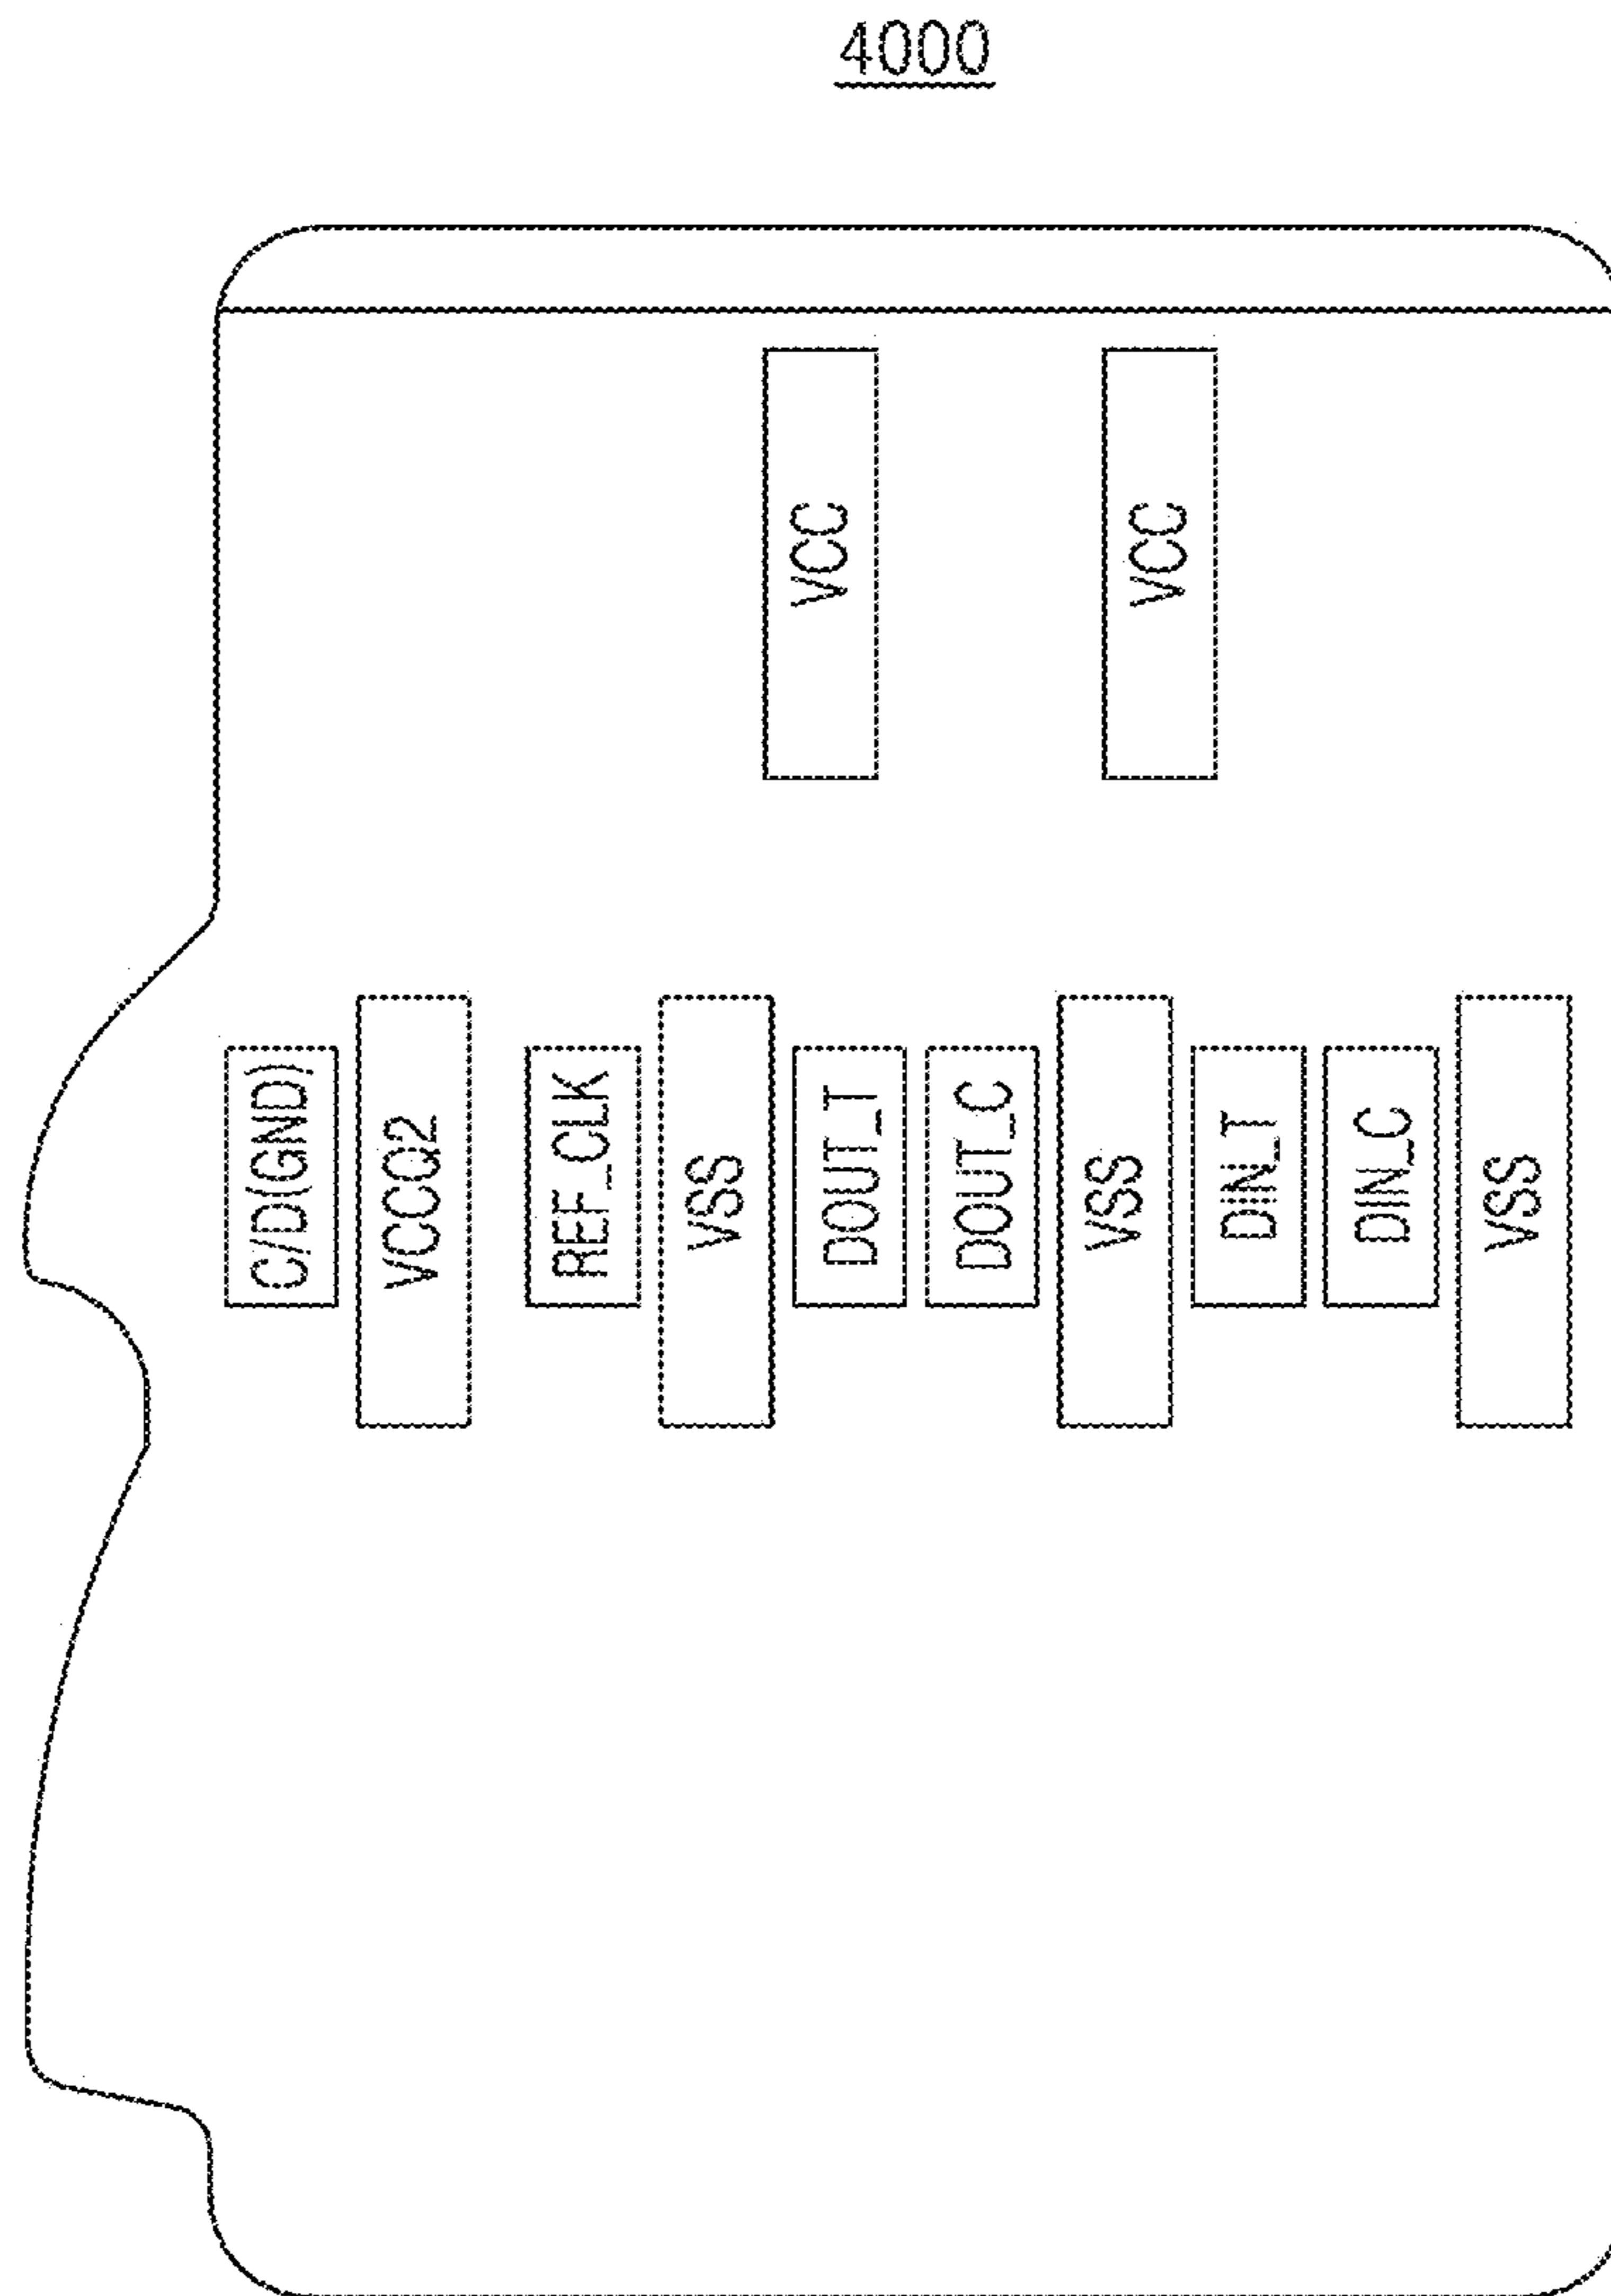 4000
VCC
VCC
C/D(GND)
VCCQ2
REF_CLK
VSS
DOUT_T
DOUT_C
VSS
DIN_T
DIN_C
VSS